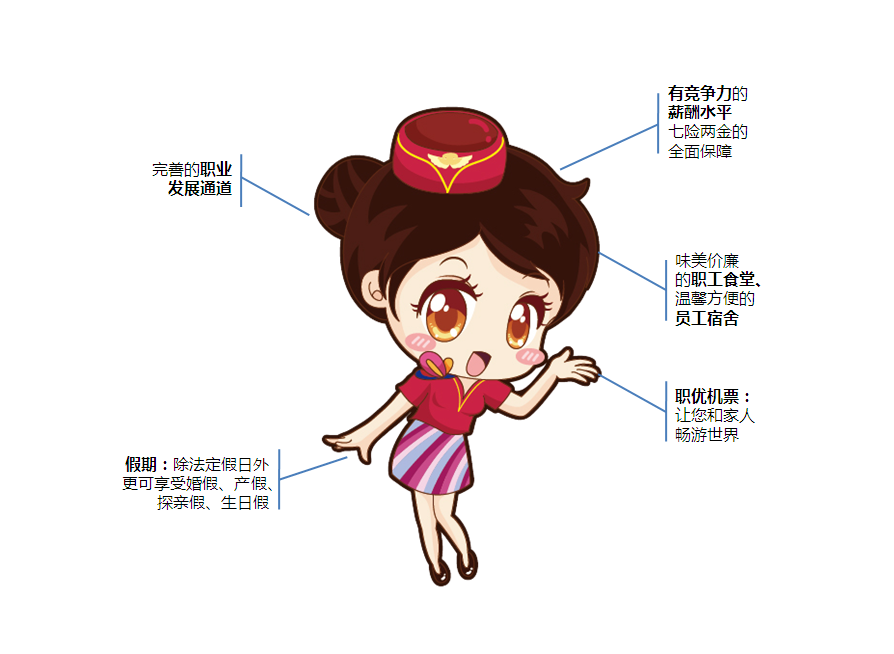 有竞争力的
薪酬水平
七险两金的
全面保障
完善的职业
发展通道
味美价廉
的职工食堂、
温馨方便的
员工宿舍
职优机票：
让您和家人
畅游世界
假期：除法定假日外
更可享受婚假、产假、
探亲假、生日假